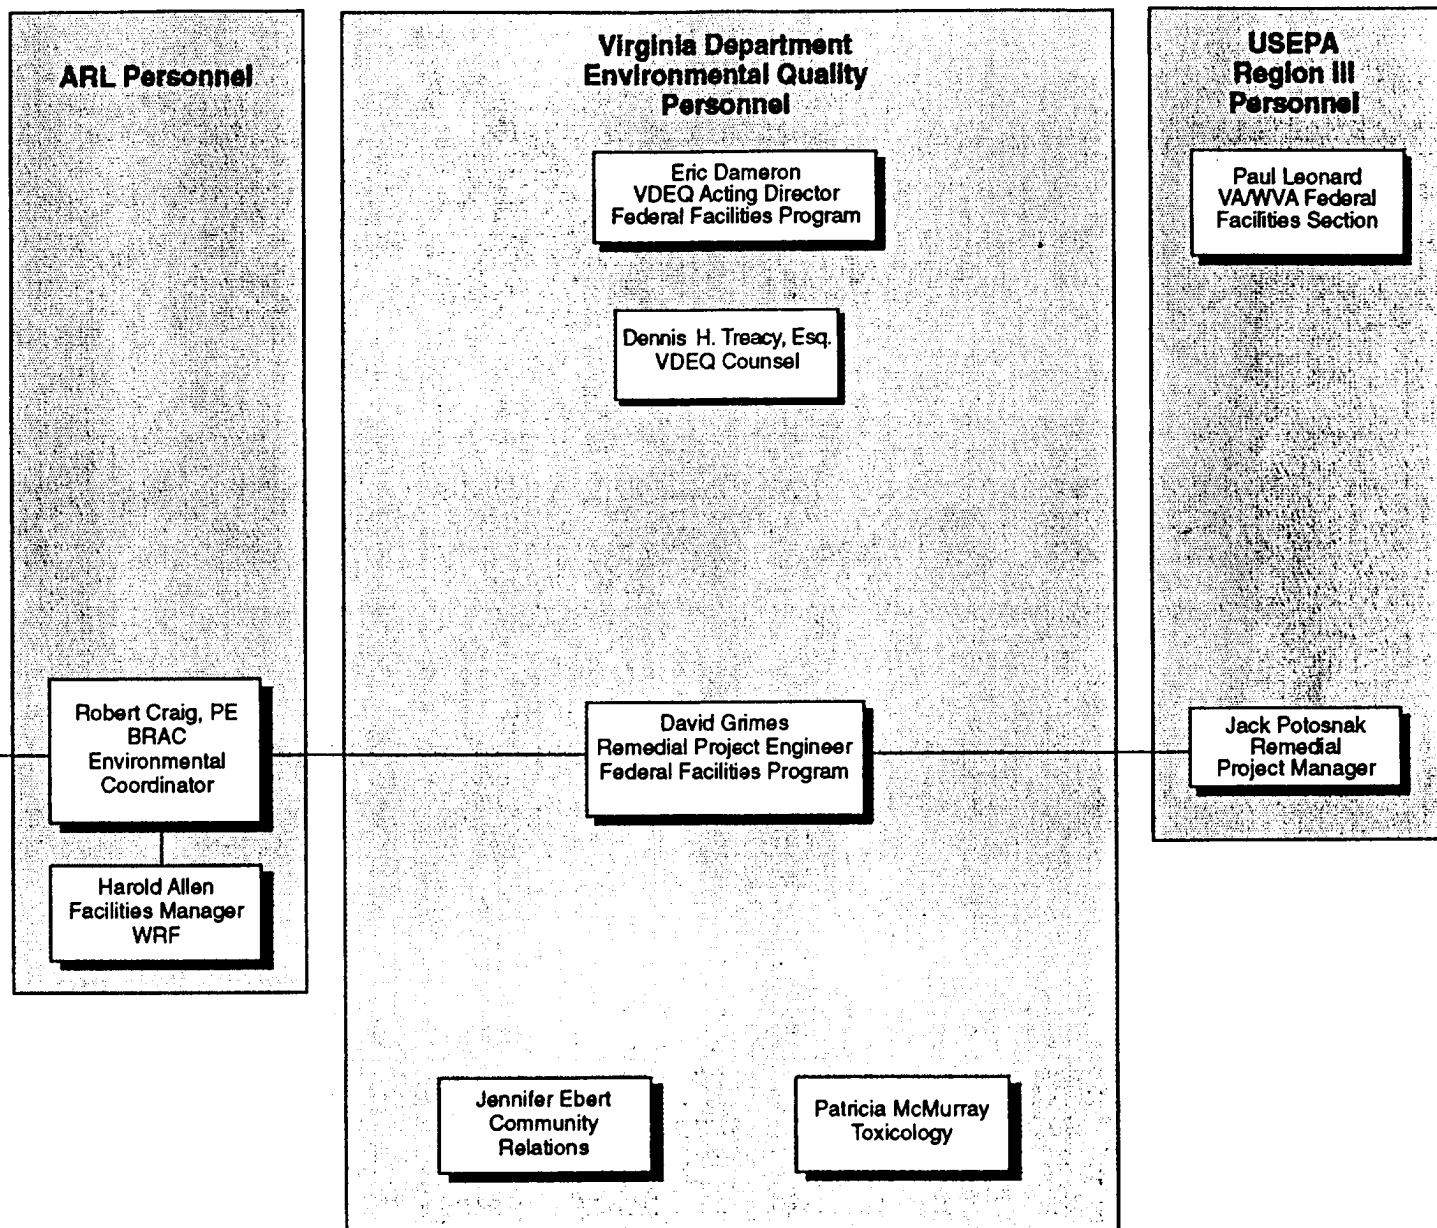 ARL Personnel
Virginia Department
Environmental Quality
Personnel
USEPA
Region III
Personnel
Eric Dameron
VDEQ Acting Director
Federal Facilities Program
Paul Leonard
VA/WVA Federal
Facilities Section
Dennis H. Treacy, Esq.
VDEQ Counsel
Robert Craig, PE
BRAC
Environmental
Coordinator
David Grimes
Remedial Project Engineer
Federal Facilities Program
Jack Potosnak
Remedial
Project Manager
Harold Allen
Facilities Manager
WRF
Jennifer Ebert
Community
Relations
Patricia McMurray
Toxicology